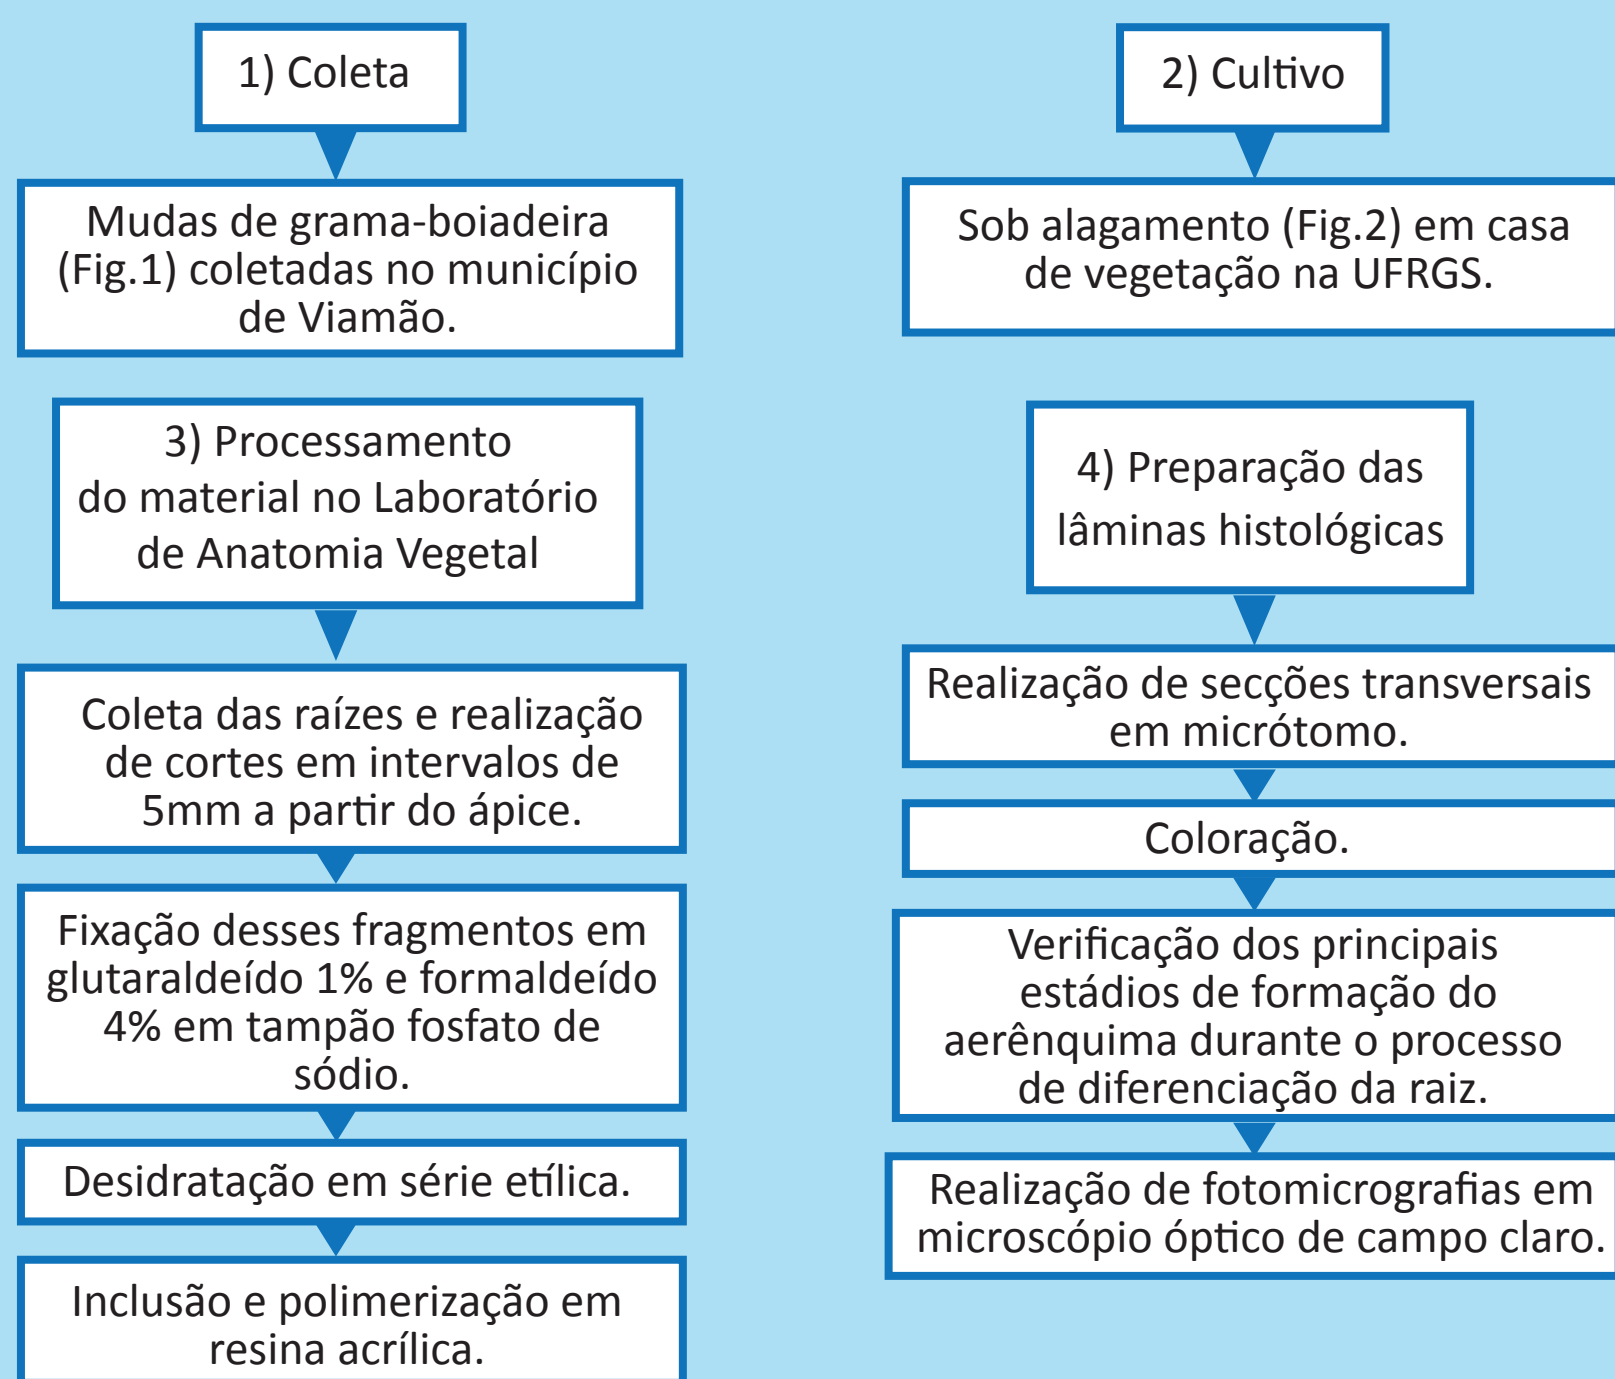 1) Coleta
Mudas de grama-boiadeira
(Fig.1) coletadas no município
de Viamão.
2) Cultivo
Sob alagamento (Fig.2) em casa
de vegetação na UFRGS.
3) Processamento
do material no Laboratório
de Anatomia Vegetal
Coleta das raízes e realização
de cortes em intervalos de
5mm a partir do ápice.
Fixação desses fragmentos em
glutaraldeído 1% e formaldeído
4% em tampão fosfato de
sódio.
Desidratação em série etílica.
Inclusão e polimerização em
resina acrílica.
4) Preparação das
lâminas histológicas
Realização de secções transversais
em micrótomo.
Coloração.
Verificação dos principais
estádios de formação do
aerênquima durante o processo
de diferenciação da raiz.
Realização de fotomicrografias em
microscópio óptico de campo claro.